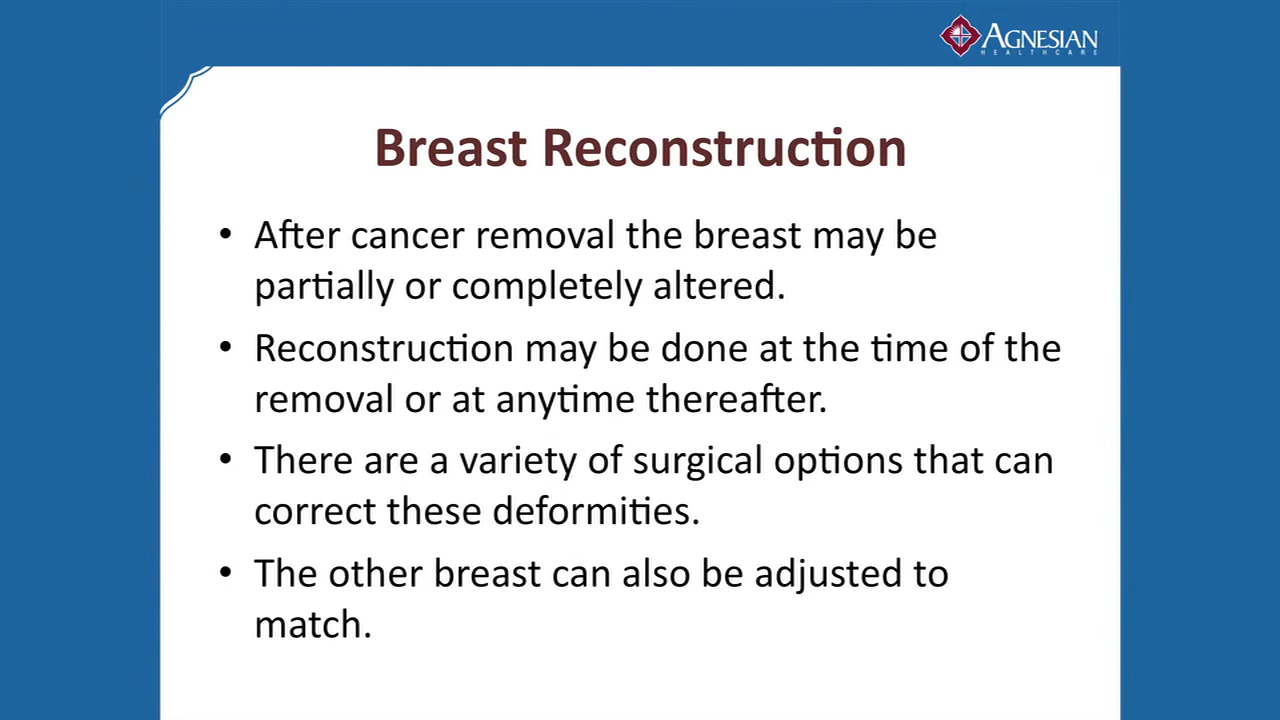 AGNESIAN
HEALTHCARE
Breast Reconstruction
• After cancer removal the breast may be
partially or completely altered.
• Reconstruction may be done at the time of the
removal or at anytime thereafter.
• There are a variety of surgical options that can
correct these deformities.
• The other breast can also be adjusted to
match.